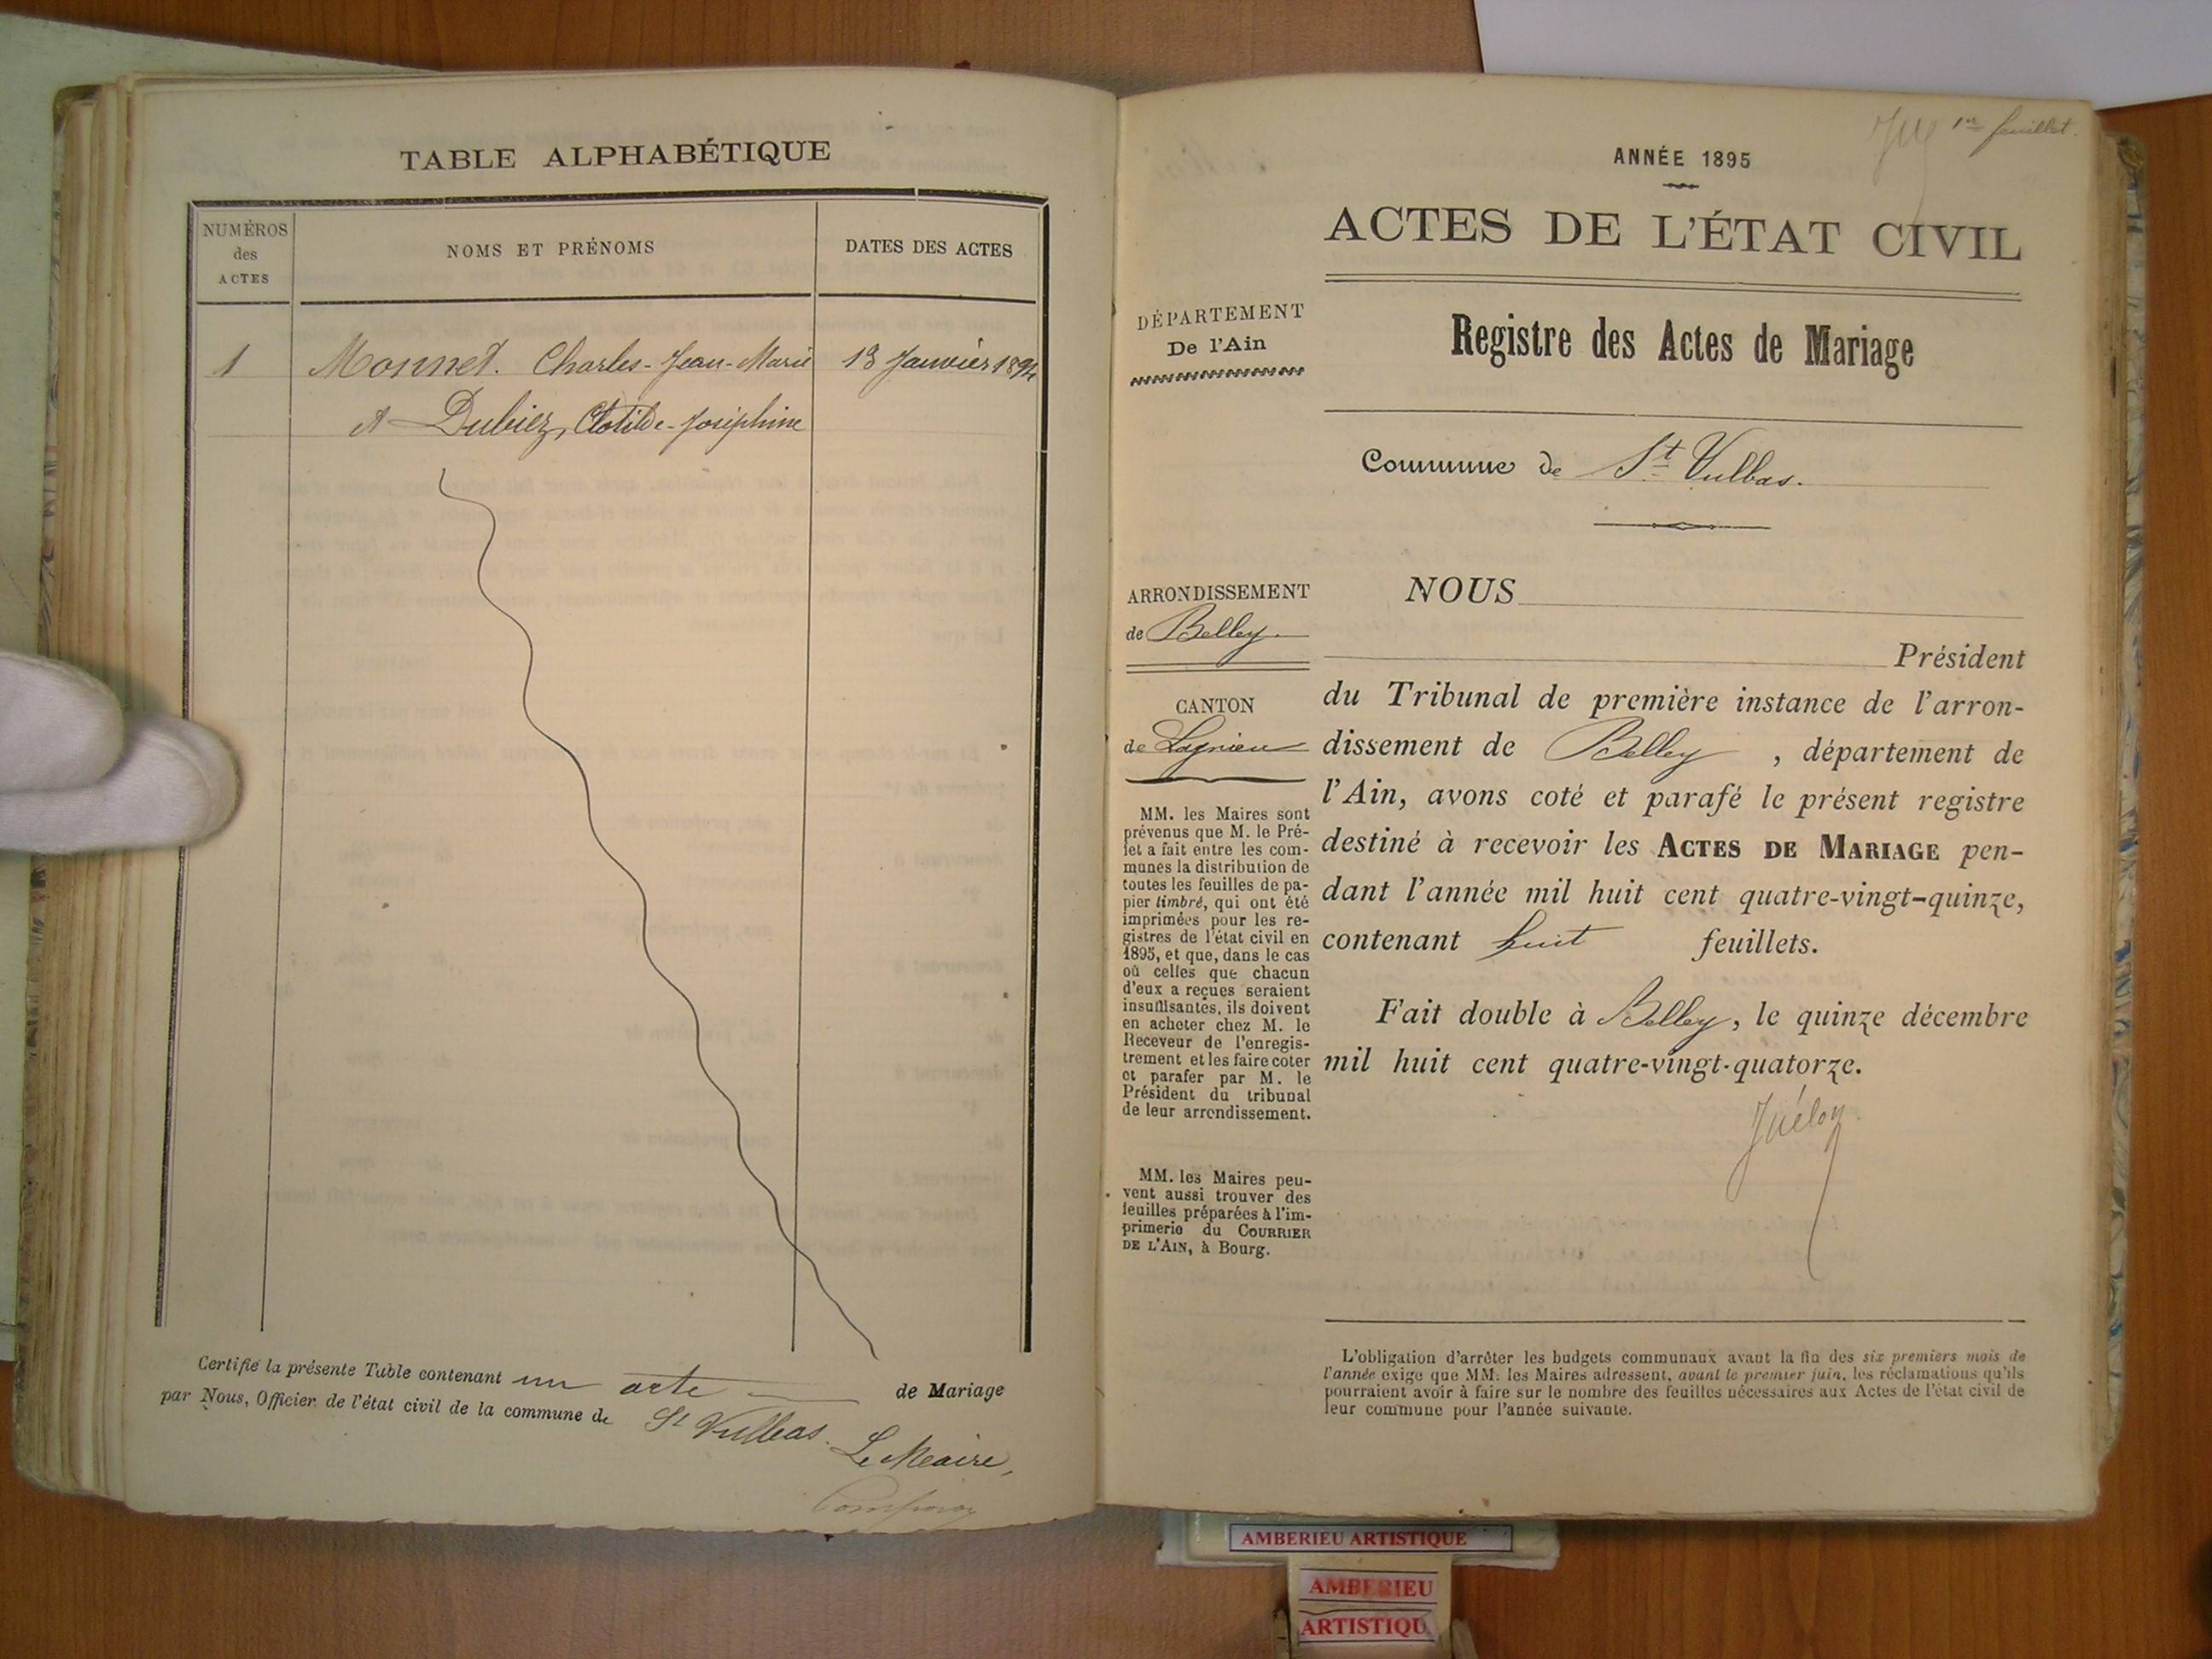 TABLE ALPHABÉTIQUE
NUMÉROS
des
ACTES
NOMS ET PRÉNOMS
DATES DES ACTES
1
Monnet. Charles-Jean-Marie
13 Janvier 1894
et Dubiez, Clotilde-Joséphine
Certifié la présente Table contenant un acte de Mariage
par Nous, Officier de l'état civil de la commune de St Vulbas.
Le Maire,
1er feuillet.
ANNÉE 1895
ACTES DE L'ÉTAT CIVIL
DÉPARTEMENT
De l'Ain
Registre des Actes de Mariage
Commune de St Vulbas.
ARRONDISSEMENT
de Belley.
CANTON
de Lagnieu
MM. les Maires sont
prévenus que M. le Pré-
fet a fait entre les com-
munes la distribution de
toutes les feuilles de pa-
pier timbré, qui ont été
imprimées pour les re-
gistres de l'état civil en
1895, et que, dans le cas
où celles que chacun
d'eux a reçues seraient
insuffisantes, ils doivent
en acheter chez M. le
Receveur de l'enregis-
trement et les faire coter
et parafer par M. le
Président du tribunal
de leur arrondissement.
MM. les Maires peu-
vent aussi trouver des
feuilles préparées à l'im-
primerie du COURRIER
DE L'AIN, à Bourg.
NOUS
Président
du Tribunal de première instance de l'arron-
dissement de Belley , département de
l'Ain, avons coté et parafé le présent registre
destiné à recevoir les ACTES DE MARIAGE pen-
dant l'année mil huit cent quatre-vingt-quinze,
contenant huit feuillets.
Fait double à Belley, le quinze décembre
mil huit cent quatre-vingt-quatorze.
L'obligation d'arrêter les budgets communaux avant la fin des six premiers mois de
l'année exige que MM. les Maires adressent, avant le premier juin, les réclamations qu'ils
pourraient avoir à faire sur le nombre des feuilles nécessaires aux Actes de l'état civil de
leur commune pour l'année suivante.
AMBERIEU ARTISTIQUE
AMBERIEU
ARTISTIQU